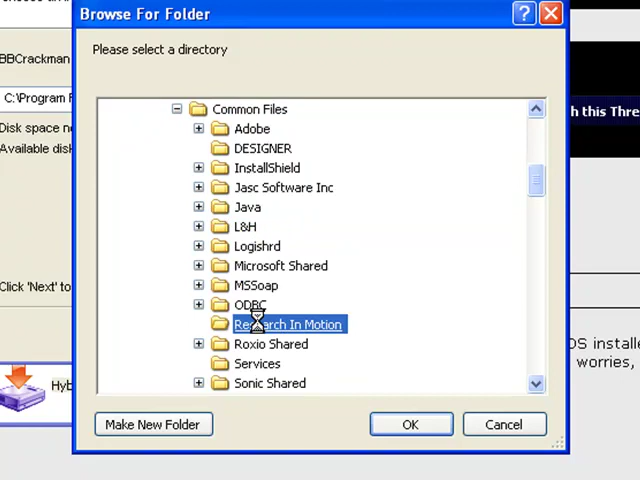 Browse For Folder
Please select a directory
BBCrackman
C:\Program F
Disk space ne
Available disk
h this Thre
Common Files
Adobe
DESIGNER
InstallShield
Jasc Software Inc
Java
L&H
Logishrd
Microsoft Shared
MSSoap
ODBC
Research In Motion
Roxio Shared
Services
Sonic Shared
Click 'Next' to
OS installe
worries,
Hyb
Make New Folder
OK
Cancel